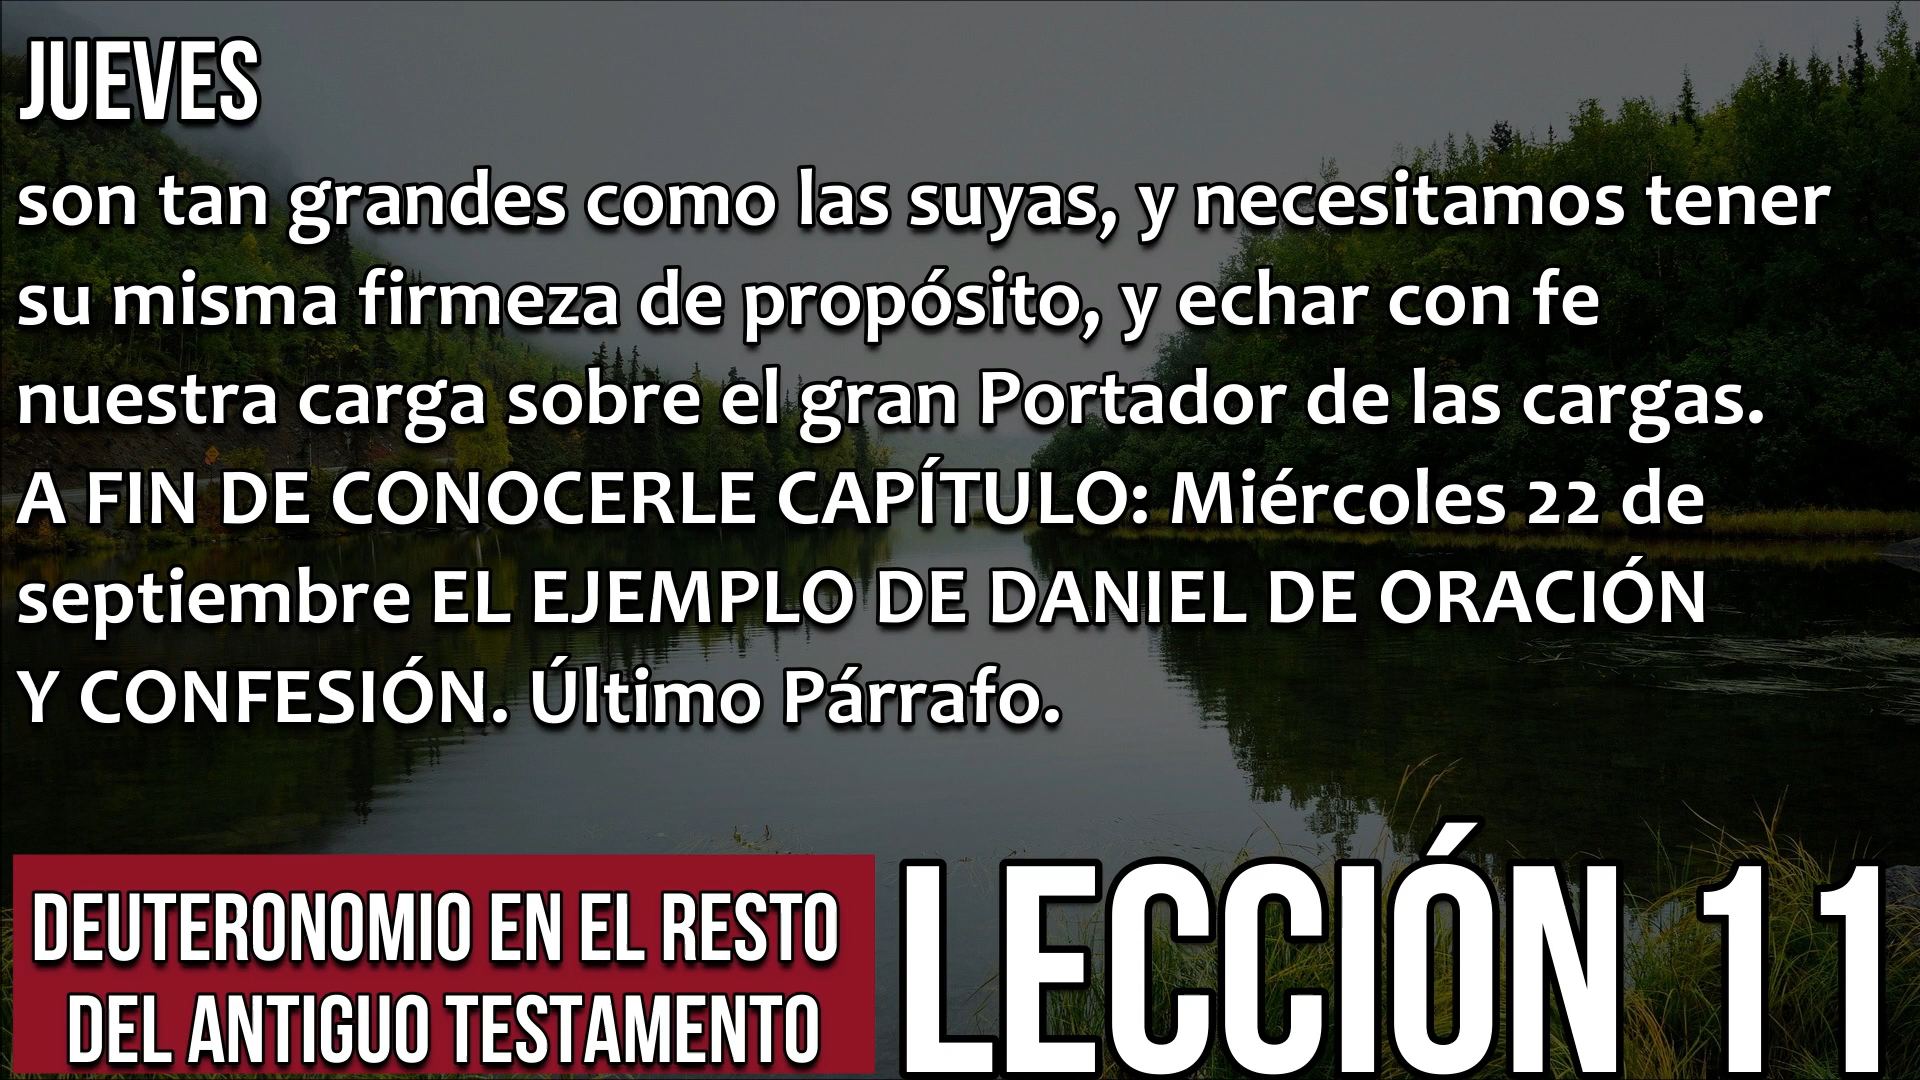 JUEVES
son tan grandes como las suyas, y necesitamos tener
su misma firmeza de propósito, y echar con fe
nuestra carga sobre el gran Portador de las cargas.
A FIN DE CONOCERLE CAPÍTULO: Miércoles 22 de
septiembre EL EJEMPLO DE DANIEL DE ORACIÓN
Y CONFESIÓN. Último Párrafo.
DEUTERONOMIO EN EL RESTO
DEL ANTIGUO TESTAMENTO
LECCIÓN 11